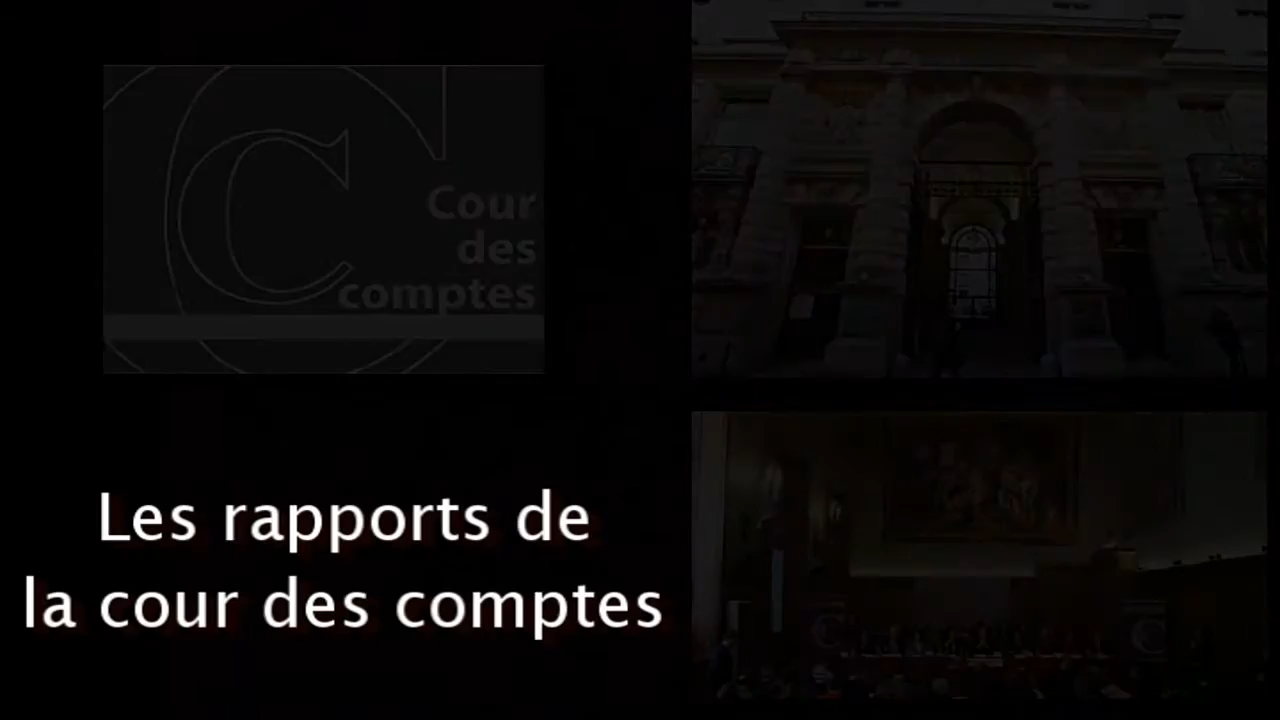 Cour
des
comptes
Les rapports de
la cour des comptes